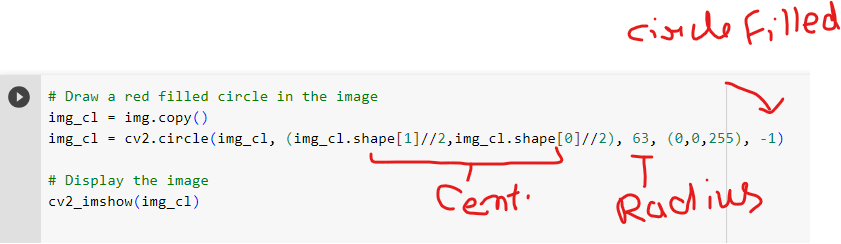 circle Filled
# Draw a red filled circle in the image
img_cl = img.copy()
img_cl = cv2.circle(img_cl, (img_cl.shape[1]//2,img_cl.shape[0]//2), 63, (0,0,255), -1)
# Display the image
cv2_imshow(img_cl)
Cent.
Radius